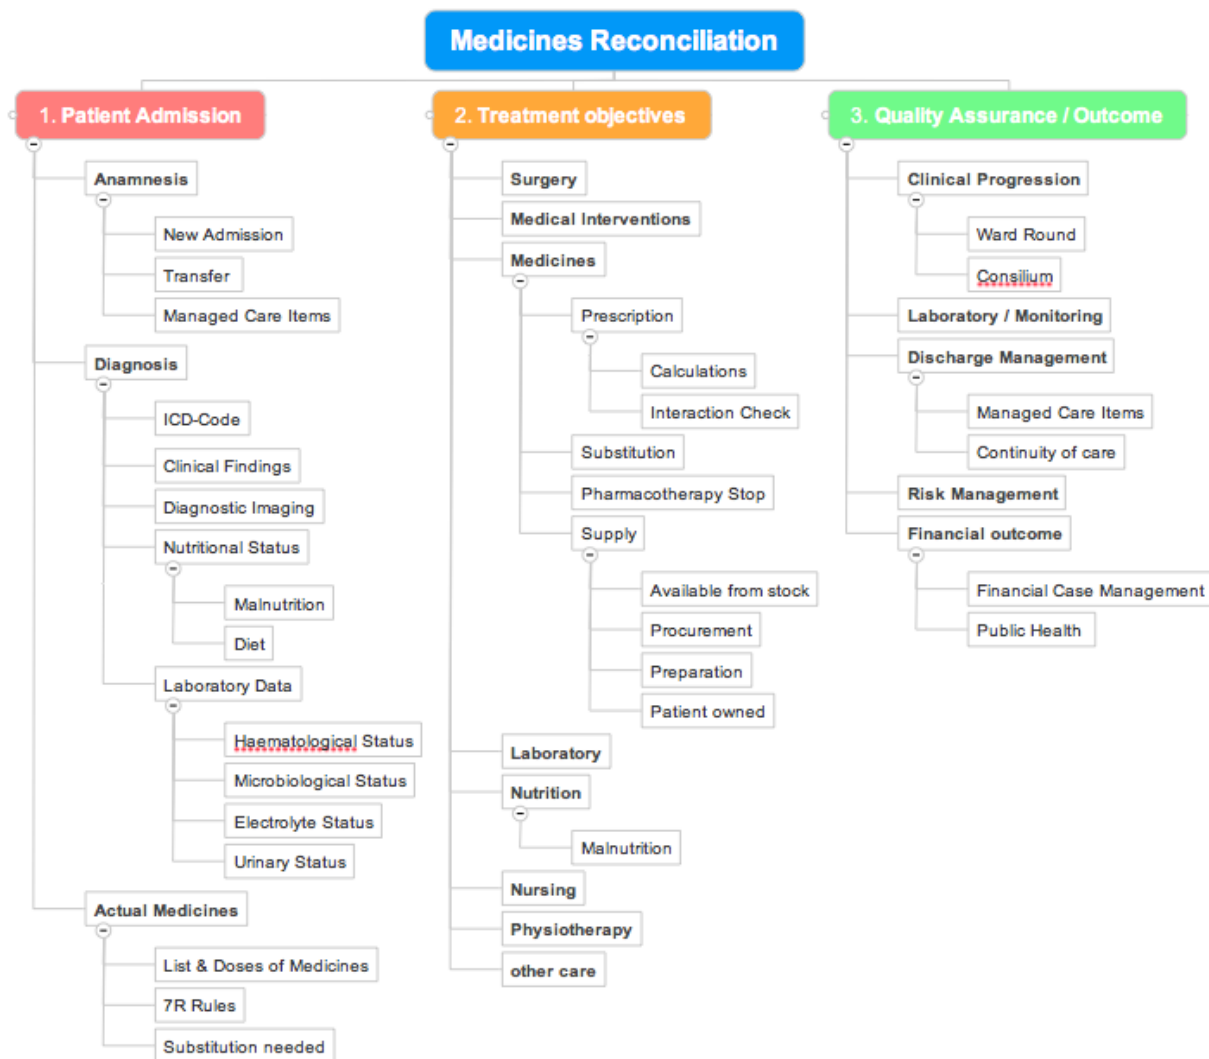 Medicines Reconciliation
1. Patient Admission
Anamnesis
New Admission
Transfer
Managed Care Items
Diagnosis
ICD-Code
Clinical Findings
Diagnostic Imaging
Nutritional Status
Malnutrition
Diet
Laboratory Data
Haematological Status
Microbiological Status
Electrolyte Status
Urinary Status
Actual Medicines
List & Doses of Medicines
7R Rules
Substitution needed
2. Treatment objectives
Surgery
Medical Interventions
Medicines
Prescription
Calculations
Interaction Check
Substitution
Pharmacotherapy Stop
Supply
Available from stock
Procurement
Preparation
Patient owned
Laboratory
Nutrition
Malnutrition
Nursing
Physiotherapy
other care
3. Quality Assurance / Outcome
Clinical Progression
Ward Round
Consilium
Laboratory / Monitoring
Discharge Management
Managed Care Items
Continuity of care
Risk Management
Financial outcome
Financial Case Management
Public Health